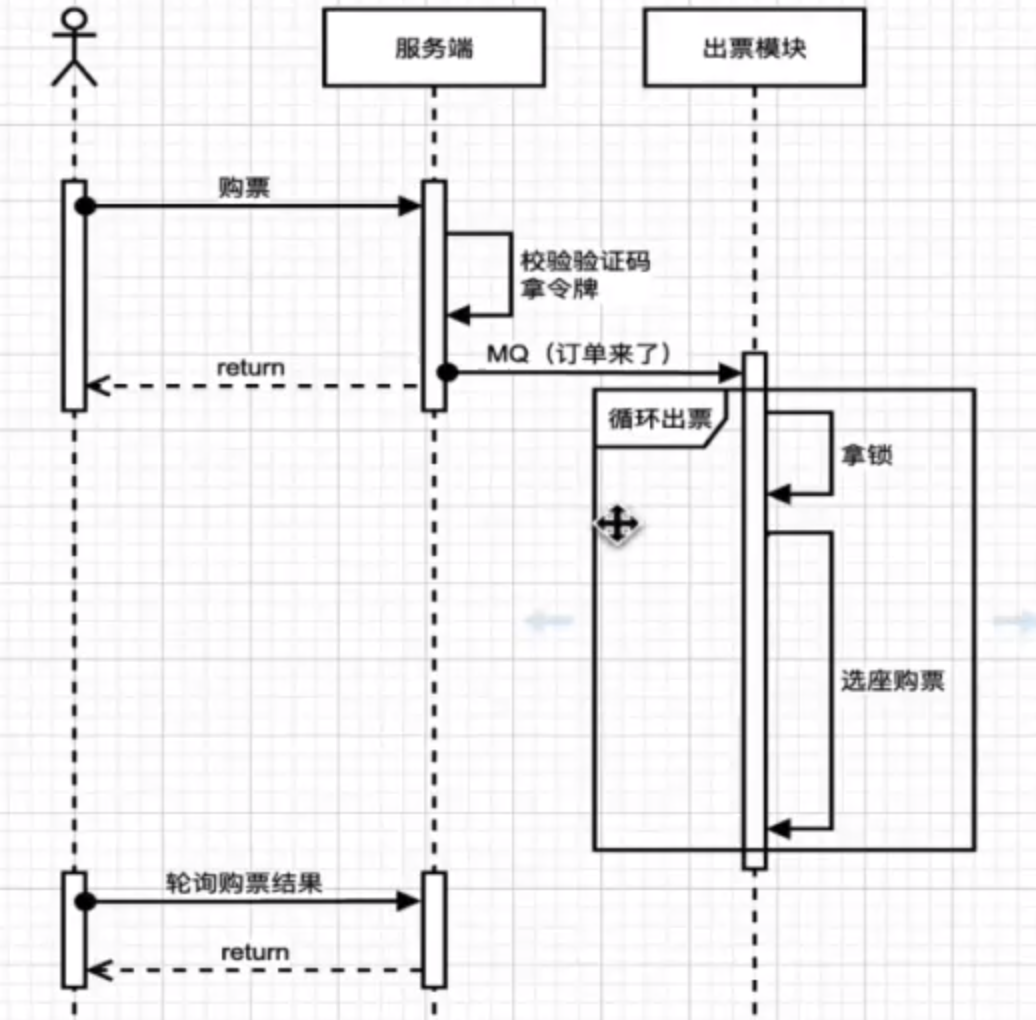 服务端
出票模块
购票
校验验证码
拿令牌
MQ（订单来了）
return
循环出票
拿锁
选座购票
轮询购票结果
return